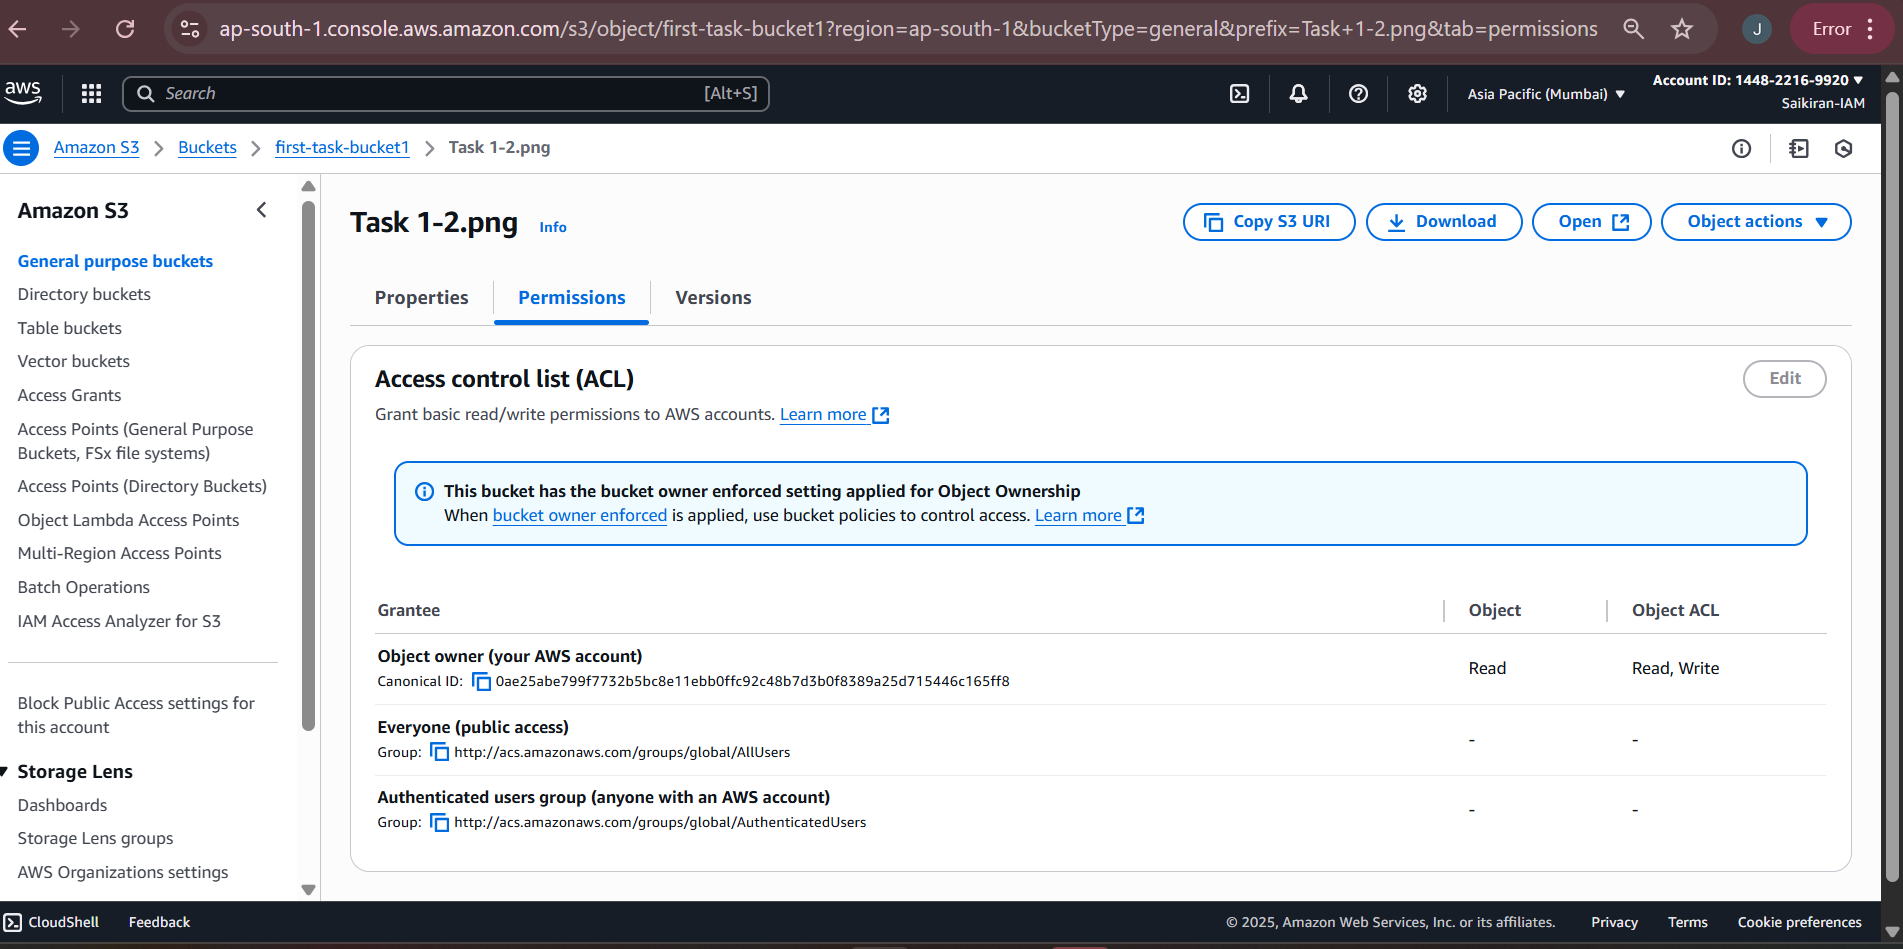 ap-south-1.console.aws.amazon.com/s3/object/first-task-bucket1?region=ap-south-1&bucketType=general&prefix=Task+1-2.png&tab=permissions
J
Error
aws
Search
[Alt+S]
Asia Pacific (Mumbai)
Account ID: 1448-2216-9920
Saikiran-IAM
Amazon S3
Buckets
first-task-bucket1
Task 1-2.png
Amazon S3
General purpose buckets
Directory buckets
Table buckets
Vector buckets
Access Grants
Access Points (General Purpose
Buckets, FSx file systems)
Access Points (Directory Buckets)
Object Lambda Access Points
Multi-Region Access Points
Batch Operations
IAM Access Analyzer for S3
Block Public Access settings for
this account
Storage Lens
Dashboards
Storage Lens groups
AWS Organizations settings
Task 1-2.png
Info
Copy S3 URI
Download
Open
Object actions
Properties
Permissions
Versions
Access control list (ACL)
Edit
Grant basic read/write permissions to AWS accounts. Learn more
This bucket has the bucket owner enforced setting applied for Object Ownership
When bucket owner enforced is applied, use bucket policies to control access. Learn more
Grantee
Object
Object ACL
Object owner (your AWS account)
Canonical ID: 0ae25abe799f7732b5bc8e11ebb0ffc92c48b7d3b0f8389a25d715446c165ff8
Read
Read, Write
Everyone (public access)
Group: http://acs.amazonaws.com/groups/global/AllUsers
-
-
Authenticated users group (anyone with an AWS account)
Group: http://acs.amazonaws.com/groups/global/AuthenticatedUsers
-
-
CloudShell
Feedback
© 2025, Amazon Web Services, Inc. or its affiliates.
Privacy
Terms
Cookie preferences